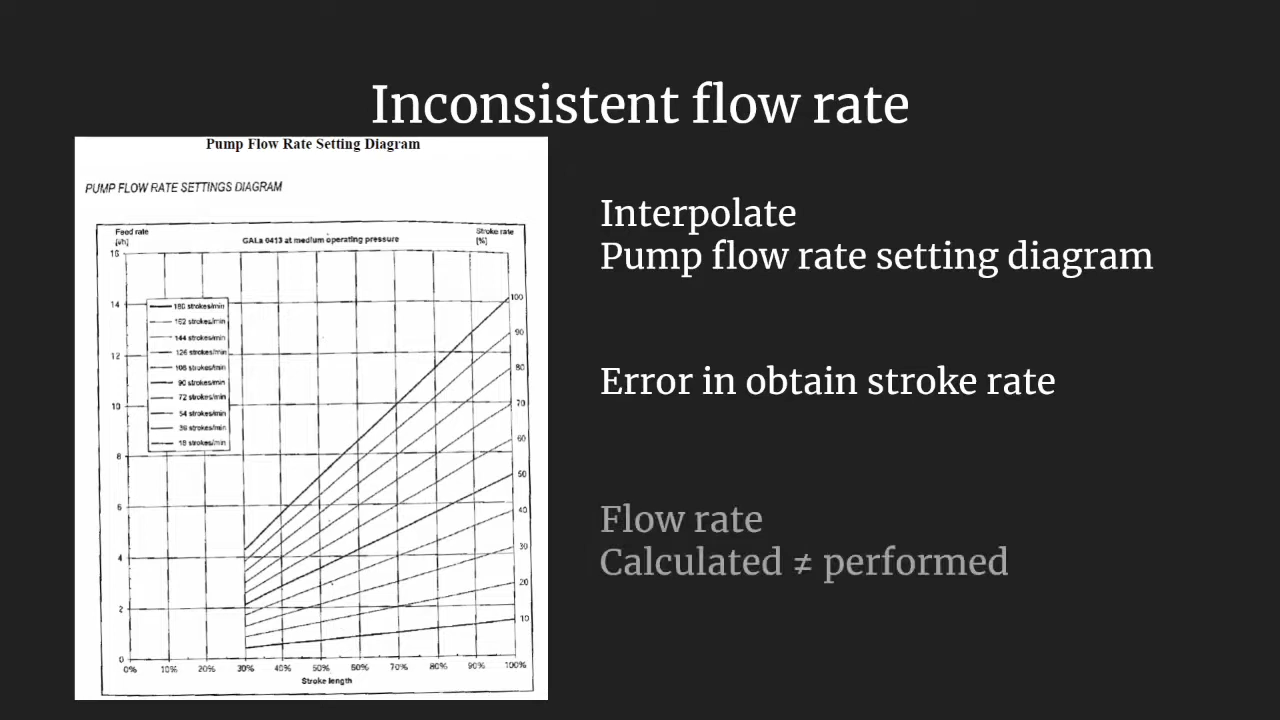 Inconsistent flow rate
Pump Flow Rate Setting Diagram
PUMP FLOW RATE SETTINGS DIAGRAM
Feed rate
[l/h]
GALa 0413 at medium operating pressure
Stroke rate
[%]
16
14
12
10
8
6
4
2
0
180 strokes/min
162 strokes/min
144 strokes/min
126 strokes/min
108 strokes/min
90 strokes/min
72 strokes/min
54 strokes/min
36 strokes/min
18 strokes/min
100
90
80
70
60
50
40
30
20
10
0% 10% 20% 30% 40% 50% 60% 70% 80% 90% 100%
Stroke length
Interpolate
Pump flow rate setting diagram
Error in obtain stroke rate
Flow rate
Calculated ≠ performed